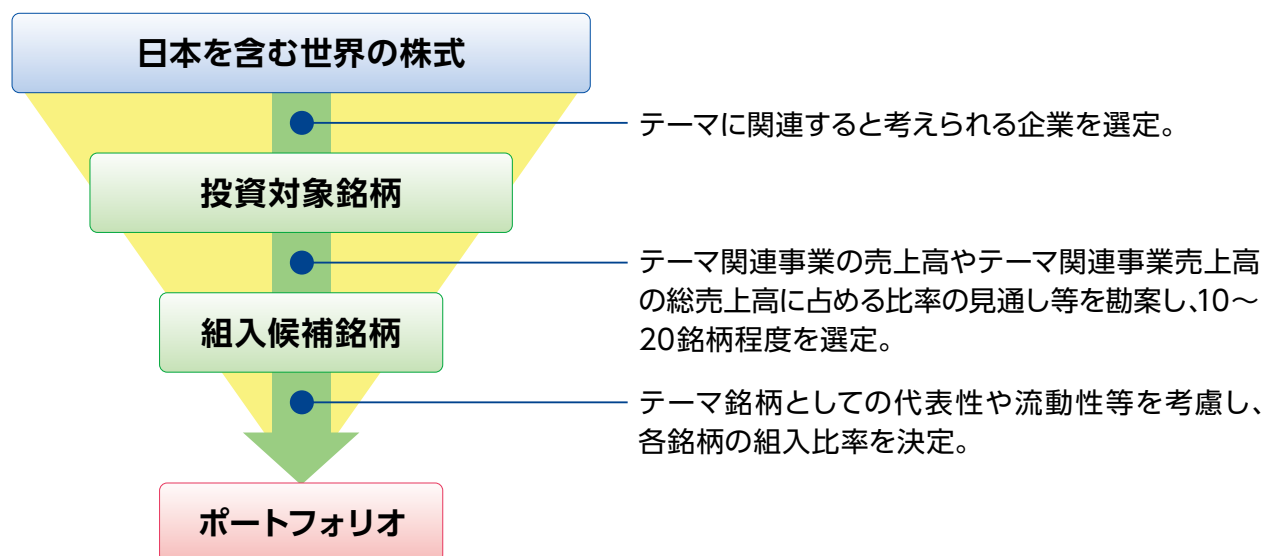 日本を含む世界の株式
テーマに関連すると考えられる企業を選定。
投資対象銘柄
テーマ関連事業の売上高やテーマ関連事業売上高
の総売上高に占める比率の見通し等を勘案し、10～
20銘柄程度を選定。
組入候補銘柄
テーマ銘柄としての代表性や流動性等を考慮し、
各銘柄の組入比率を決定。
ポートフォリオ